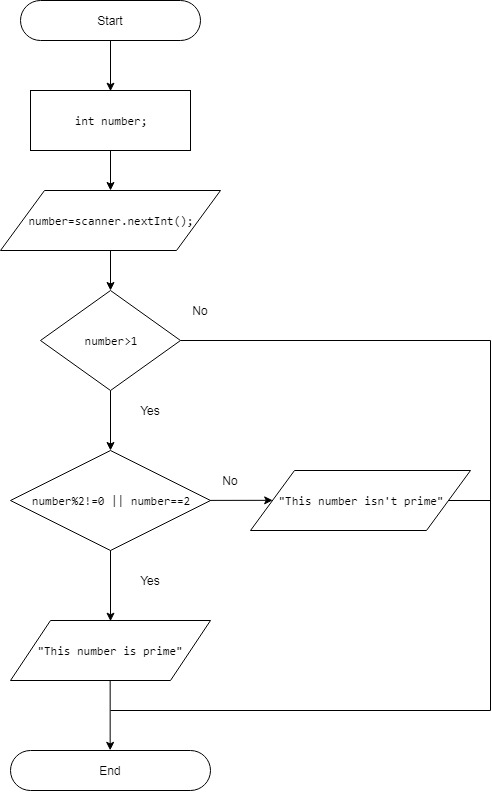 Start
int number;
number=scanner.nextInt();
No
number>1
Yes
No
number%2!=0 || number==2
"This number isn't prime"
Yes
"This number is prime"
End